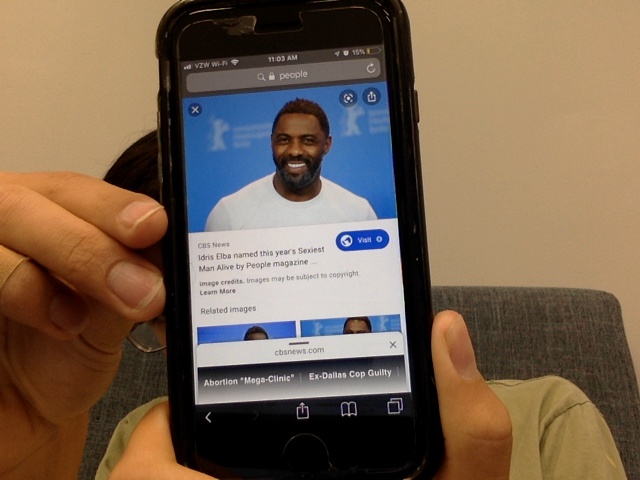 VZW Wi-Fi 11:03 AM 15%
people
CBS News
Idris Elba named this year's Sexiest
Man Alive by People magazine ...
Visit
Image credits. Images may be subject to copyright.
Learn More
Related images
cbsnews.com
Abortion "Mega-Clinic" | Ex-Dallas Cop Guilty